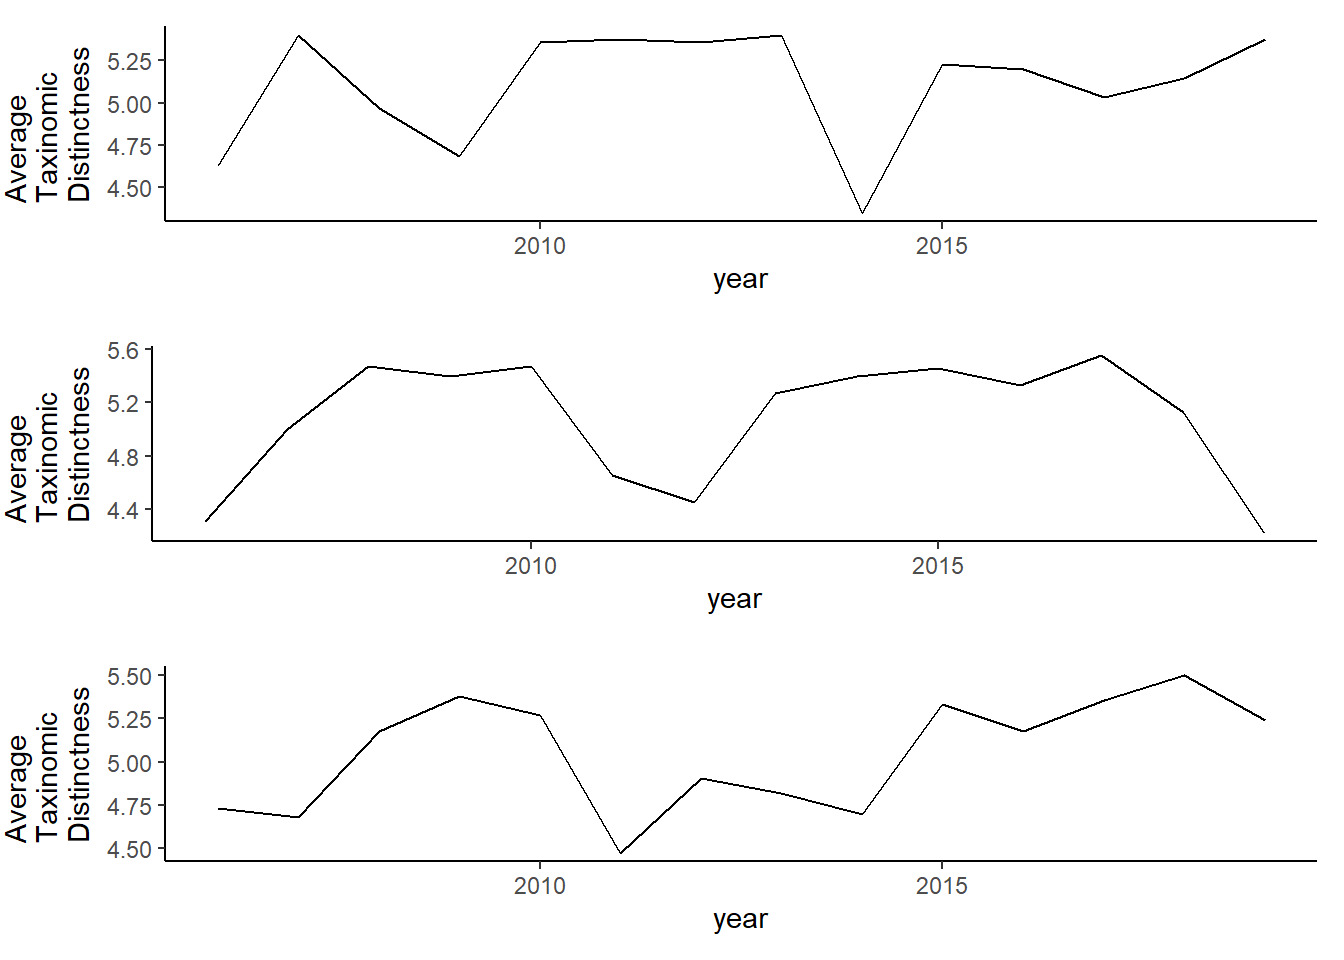 Average
Taxinomic
Distinctness
5.25
5.00
4.75
4.50
2010 2015
year
Average
Taxinomic
Distinctness
5.6
5.2
4.8
4.4
2010 2015
year
Average
Taxinomic
Distinctness
5.50
5.25
5.00
4.75
4.50
2010 2015
year